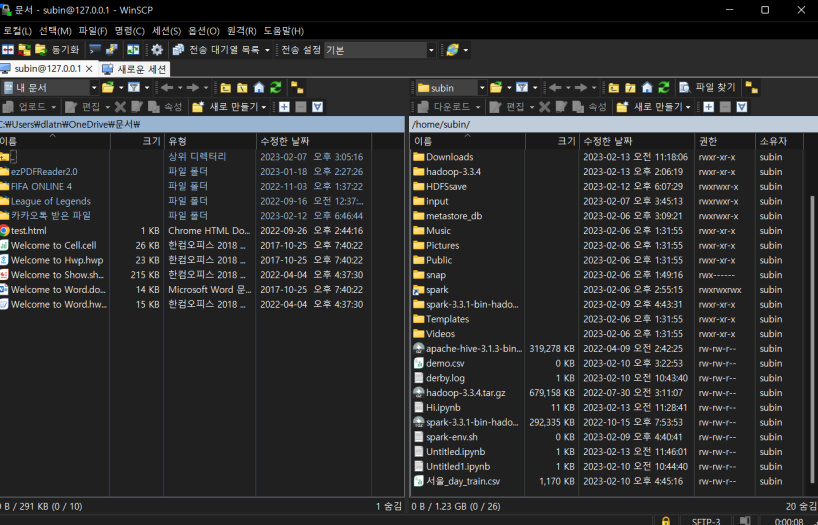 문서 - subin@127.0.0.1 - WinSCP
로컬(L) 선택(M) 파일(F) 명령(C) 세션(S) 옵션(O) 원격(R) 도움말(H)
동기화 전송 대기열 목록 전송 설정 기본
subin@127.0.0.1 새로운 세션
내 문서 subin 파일 찾기
업로드 편집 속성 새로 만들기 다운로드 편집 속성 새로 만들기
C:₩Users₩dlatn₩OneDrive₩문서₩ /home/subin/
이름 크기 유형 수정한 날짜
.. 상위 디렉터리 2023-02-07 오후 3:05:16
ezPDFReader2.0 파일 폴더 2023-01-18 오후 2:27:26
FIFA ONLINE 4 파일 폴더 2022-11-03 오후 1:37:22
League of Legends 파일 폴더 2022-09-16 오전 12:37:...
카카오톡 받은 파일 파일 폴더 2023-02-12 오후 6:46:44
test.html 1 KB Chrome HTML Do... 2022-09-26 오후 2:44:16
Welcome to Cell.cell 26 KB 한컴오피스 2018 ... 2017-10-25 오후 7:40:22
Welcome to Hwp.hwp 23 KB 한컴오피스 2018 ... 2017-10-25 오후 7:40:22
Welcome to Show.sh... 215 KB 한컴오피스 2018 ... 2022-04-04 오후 4:37:30
Welcome to Word.do... 14 KB Microsoft Word 문... 2017-10-25 오후 7:40:22
Welcome to Word.hw... 15 KB 한컴오피스 2018 ... 2022-04-04 오후 4:37:30
이름 크기 수정한 날짜 권한 소유자
Downloads 2023-02-13 오전 11:18:06 rwxr-xr-x subin
hadoop-3.3.4 2023-02-13 오후 2:06:19 rwxr-xr-x subin
HDFSsave 2023-02-12 오후 6:07:29 rwxrwxr-x subin
input 2023-02-07 오후 3:45:13 rwxrwxr-x subin
metastore_db 2023-02-06 오후 3:09:21 rwxrwxr-x subin
Music 2023-02-06 오후 1:31:55 rwxr-xr-x subin
Pictures 2023-02-06 오후 1:31:55 rwxr-xr-x subin
Public 2023-02-06 오후 1:31:55 rwxr-xr-x subin
snap 2023-02-06 오후 1:49:16 rwx------ subin
spark 2023-02-06 오후 2:55:15 rwxrwxrwx subin
spark-3.3.1-bin-hado... 2023-02-09 오후 4:43:31 rwxr-xr-x subin
Templates 2023-02-06 오후 1:31:55 rwxr-xr-x subin
Videos 2023-02-06 오후 1:31:55 rwxr-xr-x subin
apache-hive-3.1.3-bin... 319,278 KB 2022-04-09 오전 2:42:25 rw-rw-r-- subin
demo.csv 0 KB 2023-02-10 오후 3:22:53 rw-rw-r-- subin
derby.log 1 KB 2023-02-10 오전 10:43:40 rw-rw-r-- subin
hadoop-3.3.4.tar.gz 679,158 KB 2022-07-30 오전 3:11:07 rw-rw-r-- subin
Hi.ipynb 11 KB 2023-02-13 오전 11:28:41 rw-rw-r-- subin
spark-3.3.1-bin-hado... 292,335 KB 2022-10-15 오후 7:53:53 rw-rw-r-- subin
spark-env.sh 0 KB 2023-02-09 오후 4:40:41 rw-rw-r-- subin
Untitled.ipynb 1 KB 2023-02-13 오전 11:46:01 rw-rw-r-- subin
Untitled1.ipynb 1 KB 2023-02-10 오전 10:44:40 rw-rw-r-- subin
서울_day_train.csv 1,170 KB 2023-02-10 오후 4:45:16 rw-rw-r-- subin
0 B / 291 KB (0 / 10) 1 숨김 0 B / 1.23 GB (0 / 26) 20 숨김
SFTP-3 0:00:08